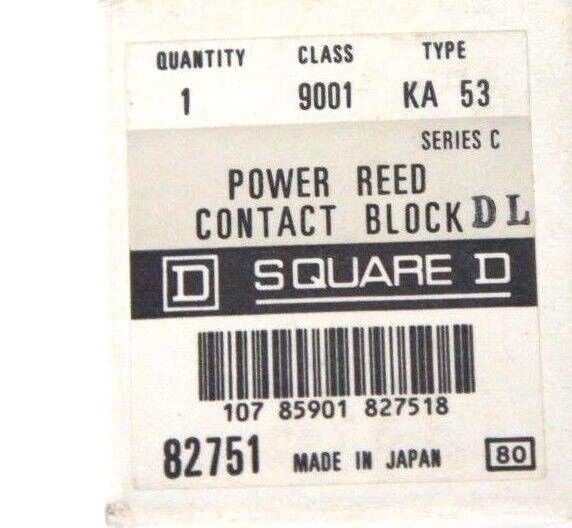 QUANTITY CLASS TYPE
1 9001 KA 53
SERIES C
POWER REED
CONTACT BLOCK DL
D SQUARE D
107 85901 827518
82751 MADE IN JAPAN 80